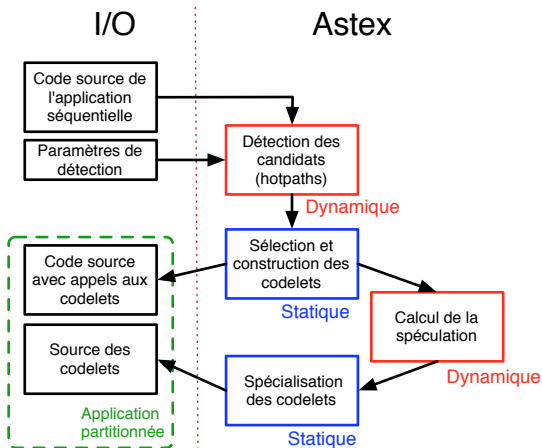 I/O
Astex
Code source de
l'application
séquentielle
Paramètres de
détection
Détection des
candidats
(hotpaths)
Dynamique
Code source
avec appels aux
codelets
Sélection et
construction des
codelets
Statique
Calcul de la
spéculation
Dynamique
Source des
codelets
Spécialisation
des codelets
Statique
Application
partitionnée